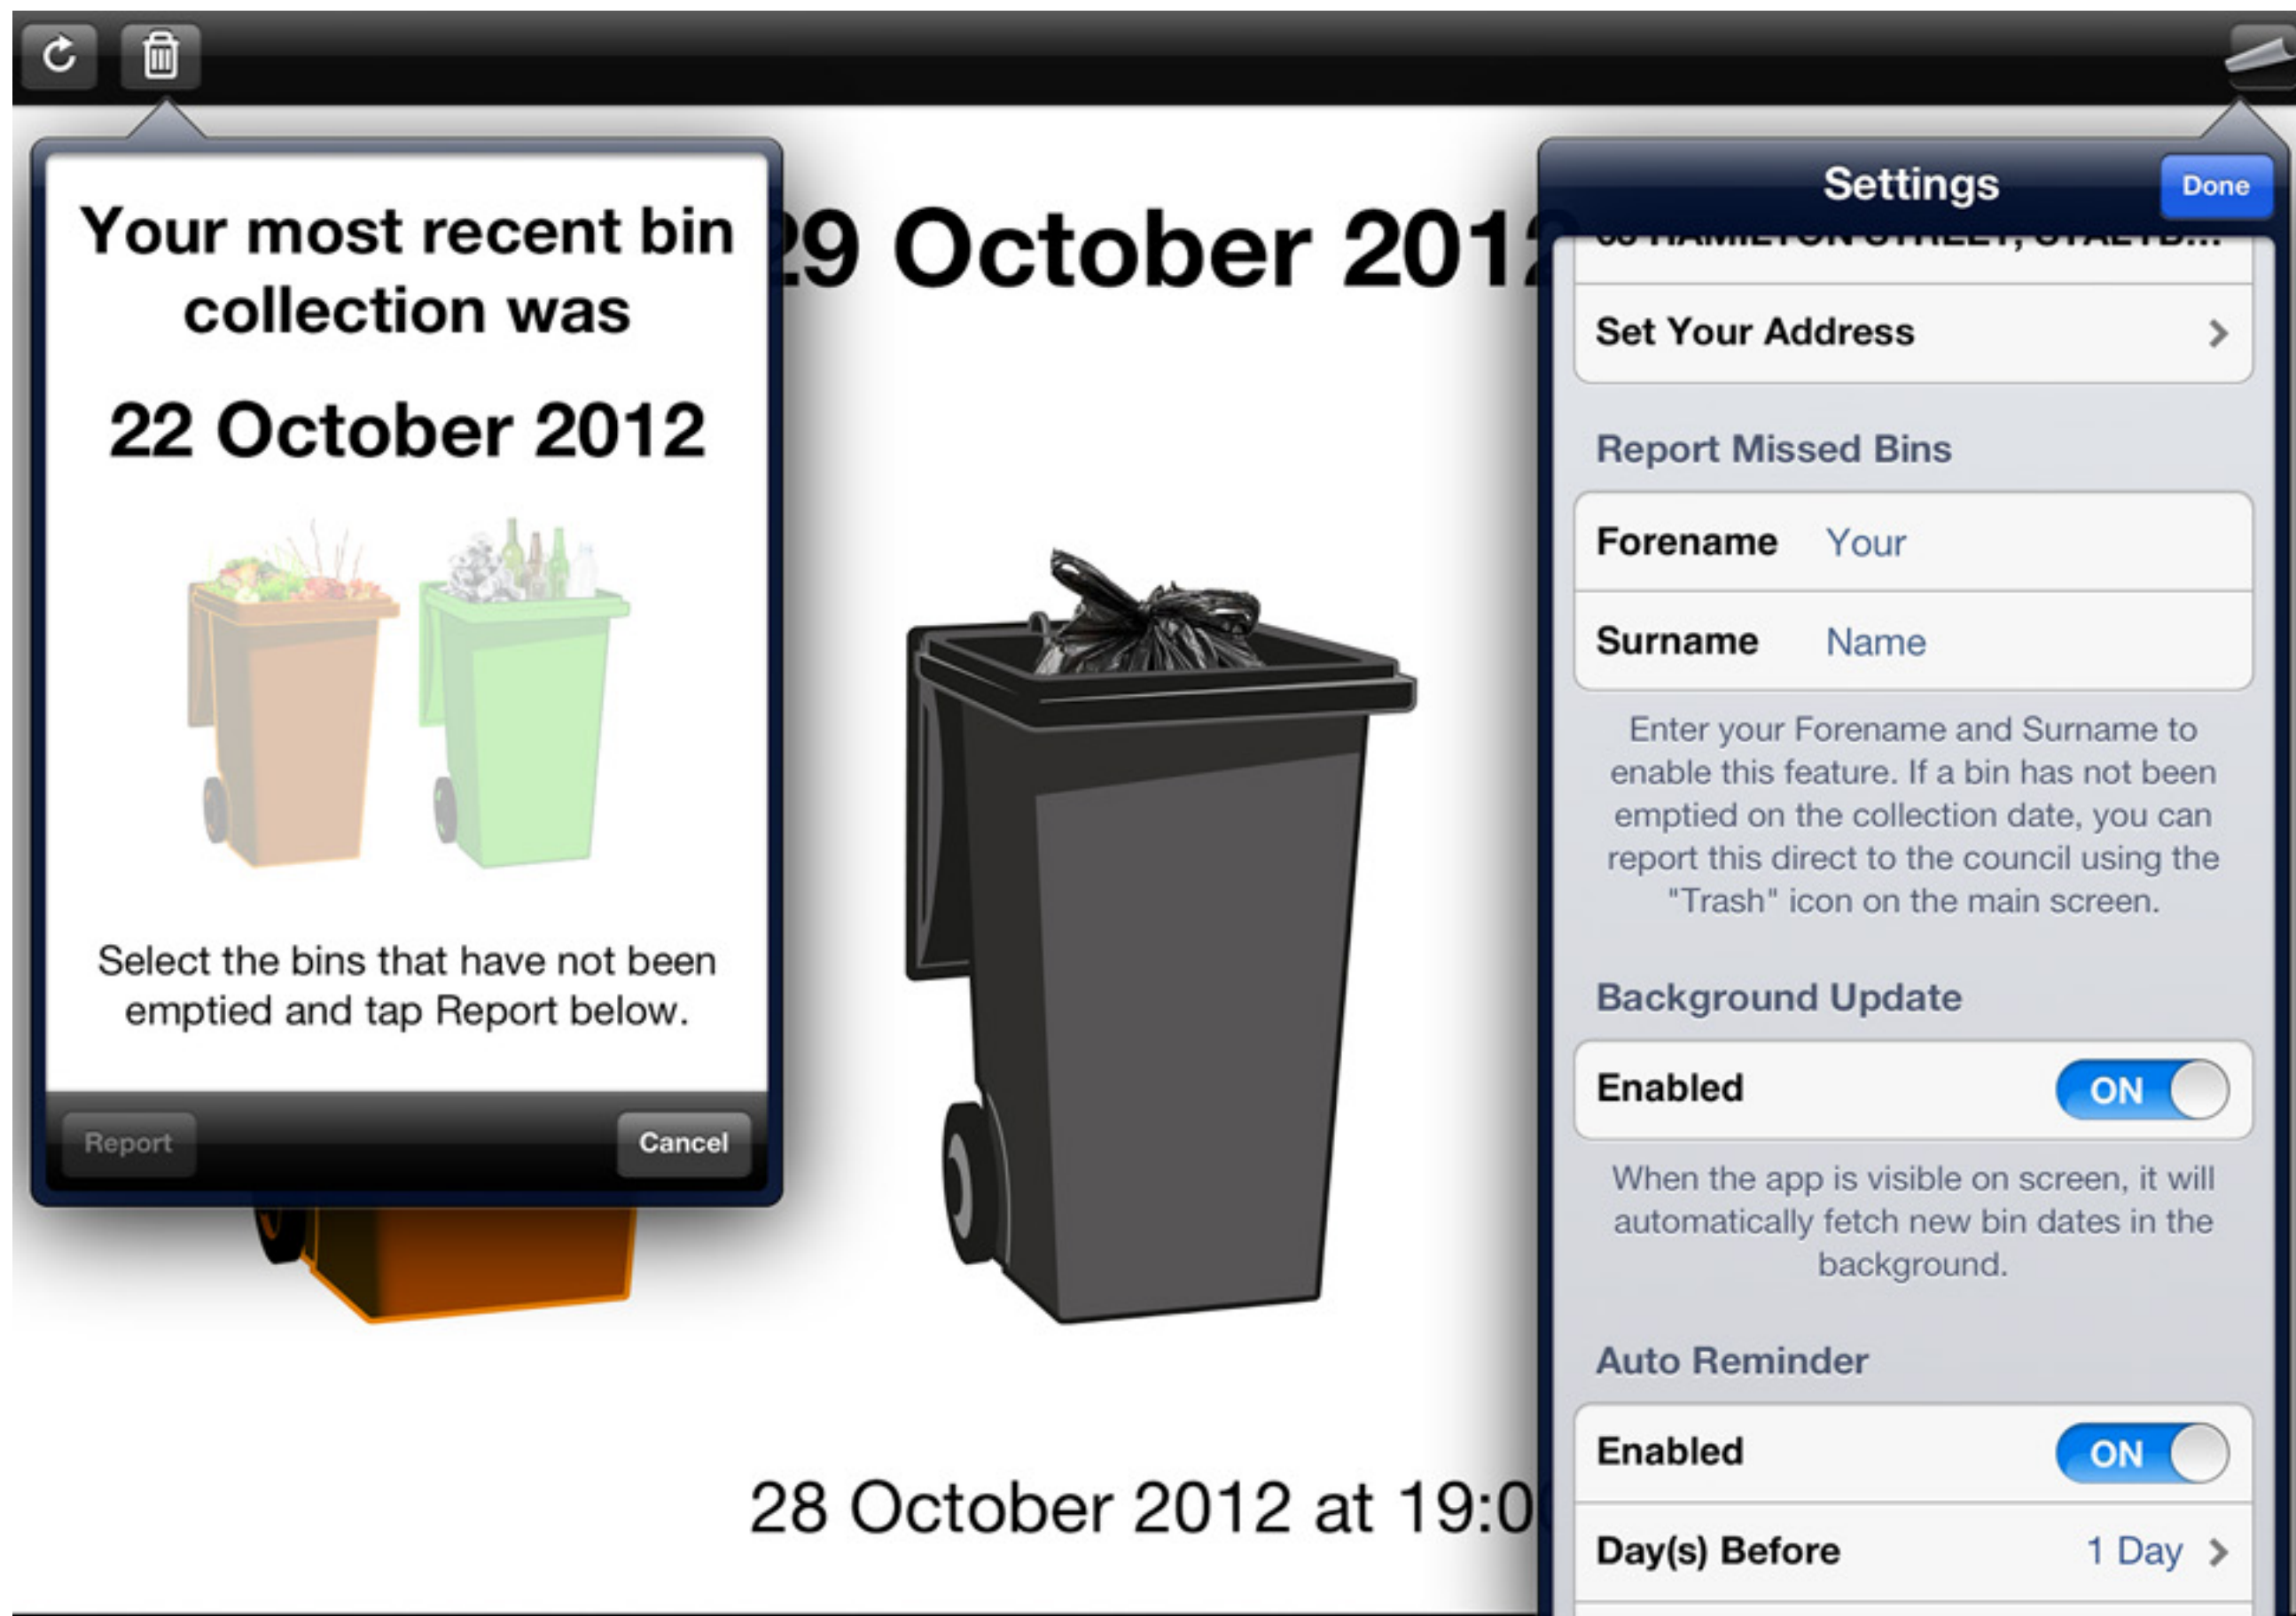 Your most recent bin
collection was
22 October 2012
Select the bins that have not been
emptied and tap Report below.
Report
Cancel
29 October 2012
28 October 2012 at 19:0
Settings
Done
HAMILTON STREET,
Set Your Address
Report Missed Bins
Forename Your
Surname Name
Enter your Forename and Surname to
enable this feature. If a bin has not been
emptied on the collection date, you can
report this direct to the council using the
"Trash" icon on the main screen.
Background Update
Enabled ON
When the app is visible on screen, it will
automatically fetch new bin dates in the
background.
Auto Reminder
Enabled ON
Day(s) Before 1 Day